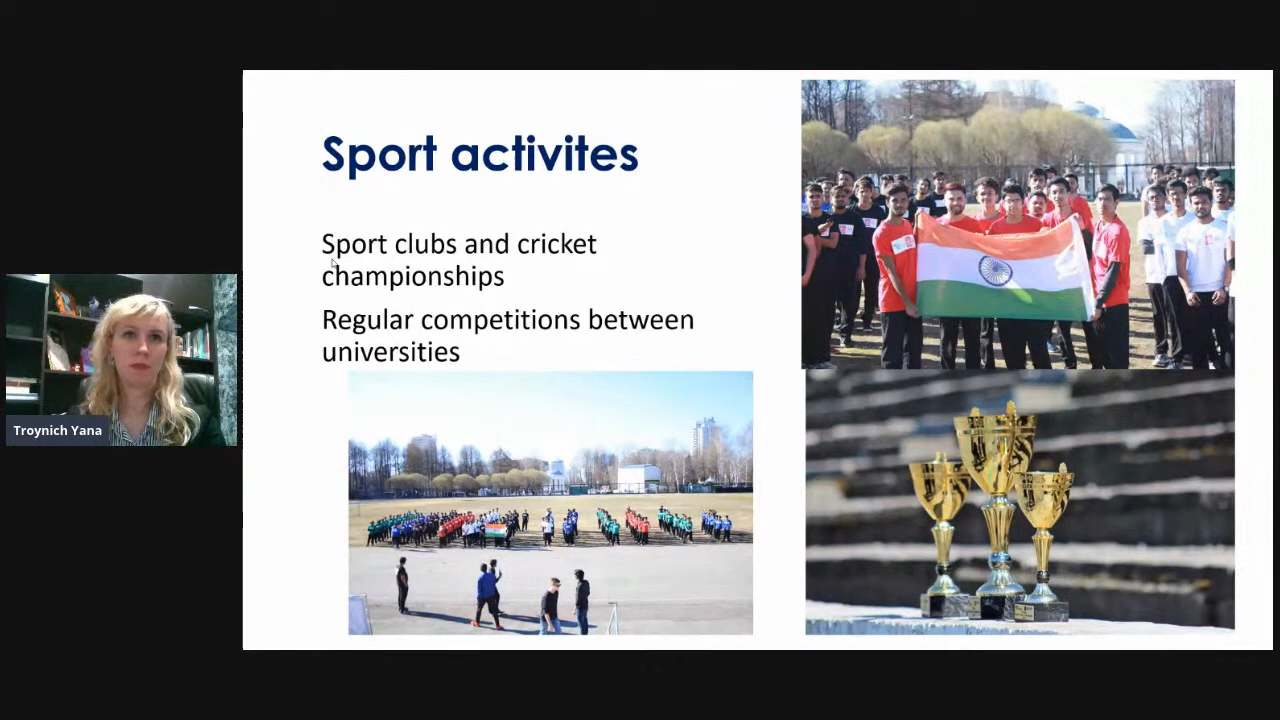 Sport activites
Sport clubs and cricket
championships
Regular competitions between
universities
Troynich Yana